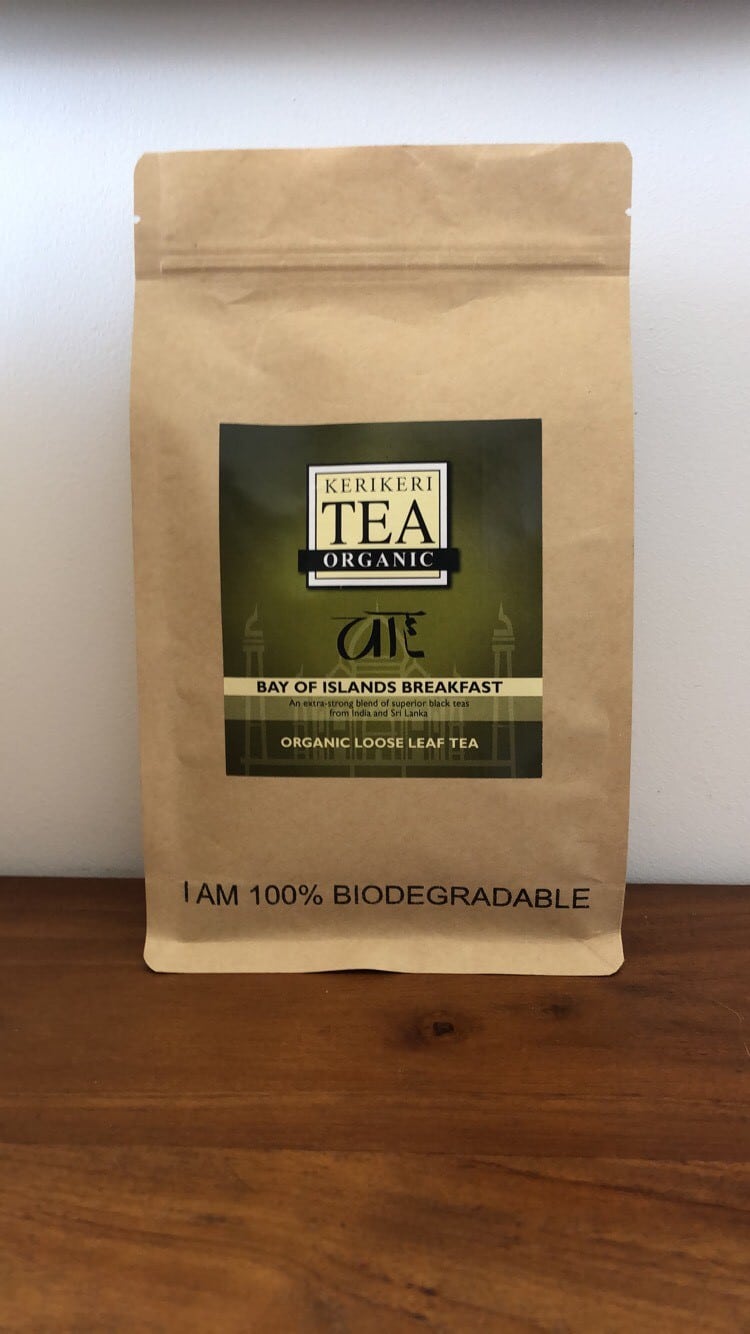 KERIKERI
TEA
ORGANIC
BAY OF ISLANDS BREAKFAST
An extra-strong blend of superior black teas
from India and Sri Lanka
ORGANIC LOOSE LEAF TEA
I AM 100% BIODEGRADABLE